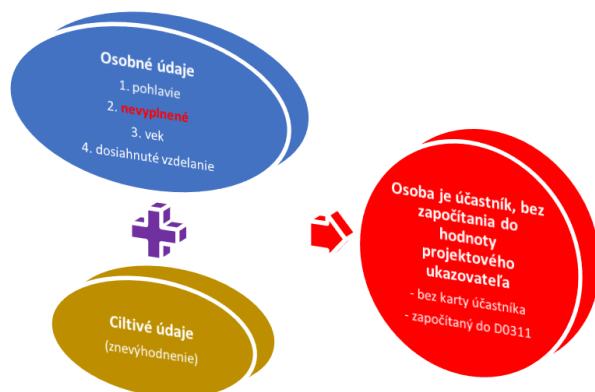 Osobné údaje
1. pohlavie
2. nevyplnené
3. vek
4. dosiahnuté vzdelanie
Ciltivé údaje
(znevýhodnenie)
Osoba je účastník, bez
započítania do
hodnoty
projektového
ukazovateľa
- bez karty účastníka
- započítaný do D0311